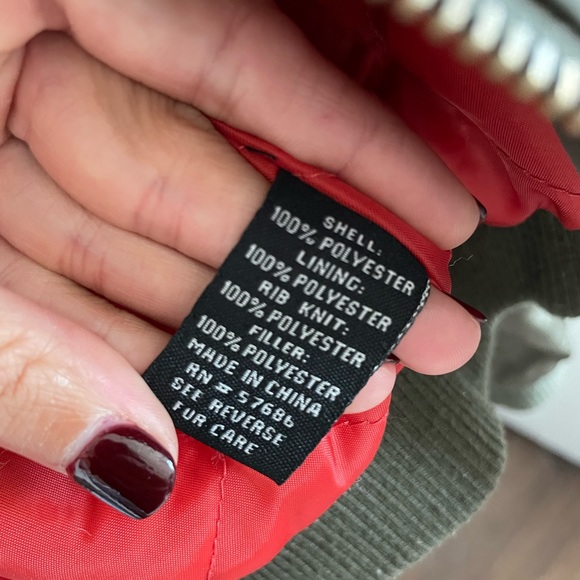 SHELL:
100% POLYESTER
LINING:
100% POLYESTER
RIB KNIT:
100% POLYESTER
FILLER:
100% POLYESTER
MADE IN CHINA
RN # 57686
SEE REVERSE
FUR CARE